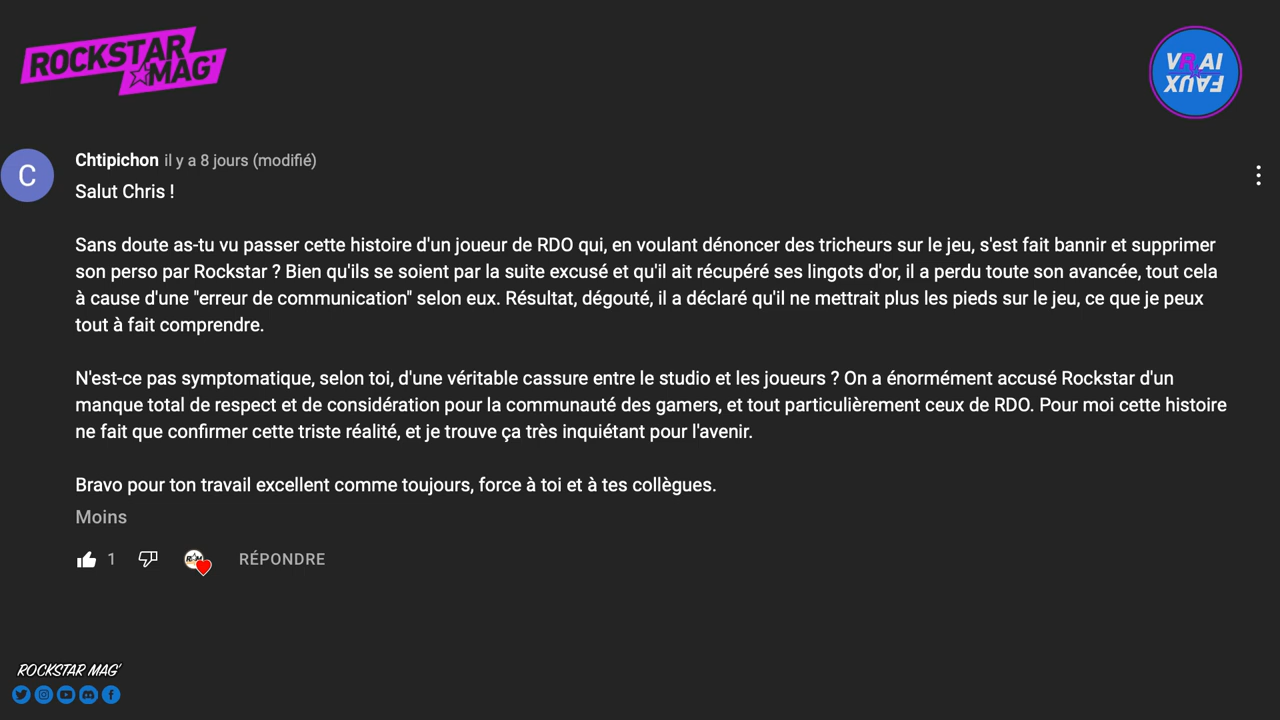 ROCKSTAR
MAG'
VRAI
FAUX
C
Chtipichon il y a 8 jours (modifié)
Salut Chris !
Sans doute as-tu vu passer cette histoire d'un joueur de RDO qui, en voulant dénoncer des tricheurs sur le jeu, s'est fait bannir et supprimer
son perso par Rockstar ? Bien qu'ils se soient par la suite excusé et qu'il ait récupéré ses lingots d'or, il a perdu toute son avancée, tout cela
à cause d'une "erreur de communication" selon eux. Résultat, dégouté, il a déclaré qu'il ne mettrait plus les pieds sur le jeu, ce que je peux
tout à fait comprendre.
N'est-ce pas symptomatique, selon toi, d'une véritable cassure entre le studio et les joueurs ? On a énormément accusé Rockstar d'un
manque total de respect et de considération pour la communauté des gamers, et tout particulièrement ceux de RDO. Pour moi cette histoire
ne fait que confirmer cette triste réalité, et je trouve ça très inquiétant pour l'avenir.
Bravo pour ton travail excellent comme toujours, force à toi et à tes collègues.
Moins
1 RÉPONDRE
ROCKSTAR MAG'